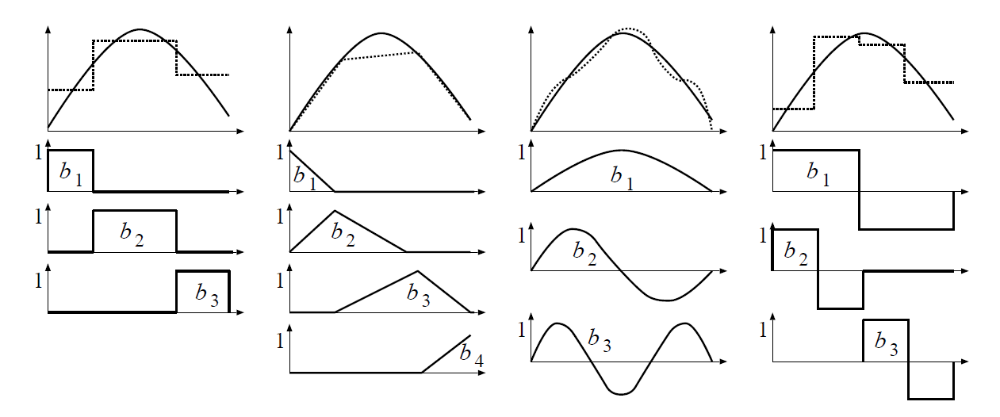 1 b1 1 b1 1 b1 1 b1
1 b2 1 b2 1 b2 1 b2
1 b3 1 b3 1 b3 1 b3
1 b4